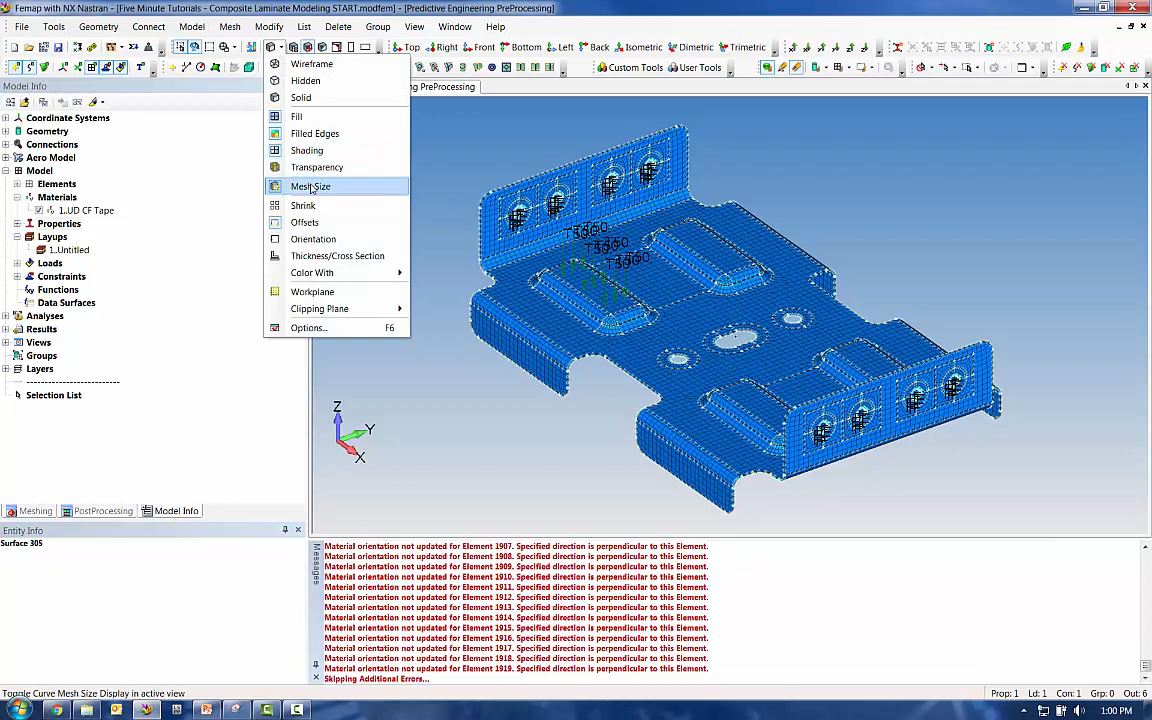 Femap with NX Nastran - [Five Minute Tutorials - Composite Laminate Modeling START.modfem] - [Predictive Engineering PreProcessing]
File Tools Geometry Connect Model Mesh Modify List Delete Group View Window Help
Top Right Front Bottom Left Back Isometric Dimetric Trimetric
Custom Tools User Tools
Model Info
ng PreProcessing
Wireframe
Hidden
Solid
Fill
Filled Edges
Shading
Transparency
Mesh Size
Shrink
Offsets
Orientation
Thickness/Cross Section
Color With
Workplane
Clipping Plane
Options... F6
Coordinate Systems
Geometry
Connections
Aero Model
Model
Elements
Materials
1..UD CF Tape
Properties
Layups
1..Untitled
Loads
Constraints
Functions
Data Surfaces
Analyses
Results
Views
Groups
Layers
Selection List
Z
Y
X
Meshing PostProcessing Model Info
Entity Info
Surface 305
Messages
Material orientation not updated for Element 1907. Specified direction is perpendicular to this Element.
Material orientation not updated for Element 1908. Specified direction is perpendicular to this Element.
Material orientation not updated for Element 1909. Specified direction is perpendicular to this Element.
Material orientation not updated for Element 1910. Specified direction is perpendicular to this Element.
Material orientation not updated for Element 1911. Specified direction is perpendicular to this Element.
Material orientation not updated for Element 1912. Specified direction is perpendicular to this Element.
Material orientation not updated for Element 1913. Specified direction is perpendicular to this Element.
Material orientation not updated for Element 1914. Specified direction is perpendicular to this Element.
Material orientation not updated for Element 1915. Specified direction is perpendicular to this Element.
Material orientation not updated for Element 1916. Specified direction is perpendicular to this Element.
Material orientation not updated for Element 1917. Specified direction is perpendicular to this Element.
Material orientation not updated for Element 1918. Specified direction is perpendicular to this Element.
Material orientation not updated for Element 1919. Specified direction is perpendicular to this Element.
Skipping Additional Errors...
Toggle Curve Mesh Size Display in active view
Prop: 1 Ld: 1 Con: 1 Grp: 0 Out: 6
1:00 PM